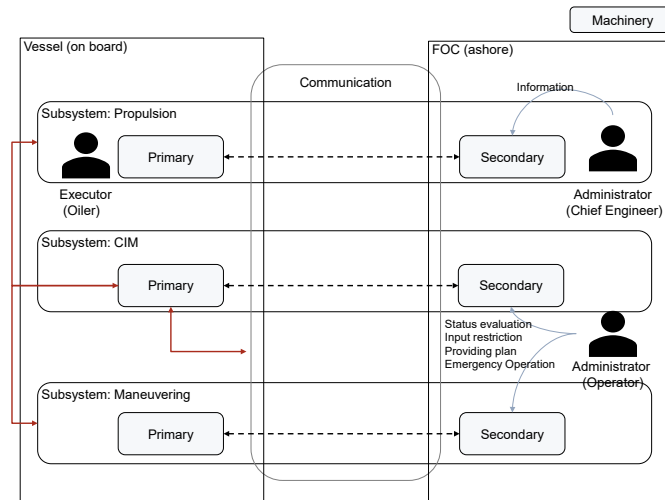 Machinery
Vessel (on board)
FOC (ashore)
Communication
Information
Subsystem: Propulsion
Primary
Secondary
Executor
(Oiler)
Administrator
(Chief Engineer)
Subsystem: CIM
Primary
Secondary
Status evaluation
Input restriction
Providing plan
Emergency Operation
Administrator
(Operator)
Subsystem: Maneuvering
Primary
Secondary